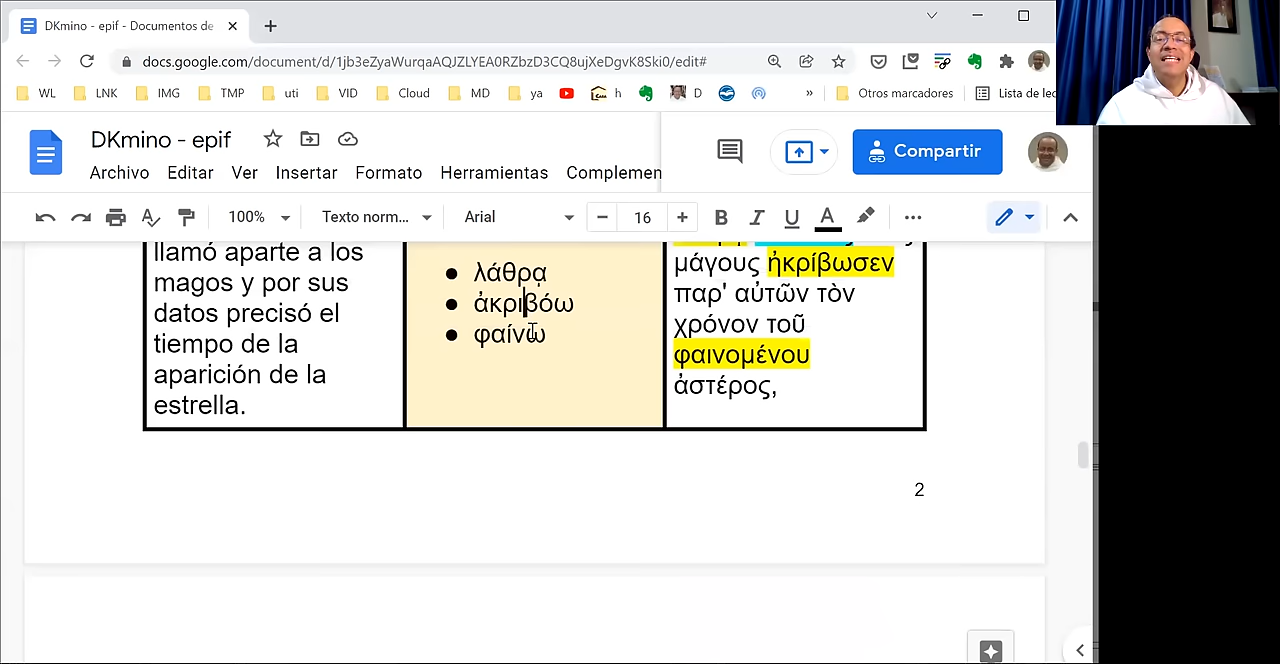 DKmino - epif - Documentos de
docs.google.com/document/d/1jb3eZyaWurqaAQJZLYEA0RZbzD3CQ8ujXeDgvK8Ski0/edit#
WL LNK IMG TMP uti VID Cloud MD ya h D » Otros marcadores Lista de lec
DKmino - epif
Archivo Editar Ver Insertar Formato Herramientas Complemen
Compartir
100% Texto norm... Arial 16 B I U A
llamó aparte a los
magos y por sus
datos precisó el
tiempo de la
aparición de la
estrella.
λάθρᾳ
ἀκριβόω
φαίνω
μάγους ἠκρίβωσεν
παρ' αὐτῶν τὸν
χρόνον τοῦ
φαινομένου
ἀστέρος,
2